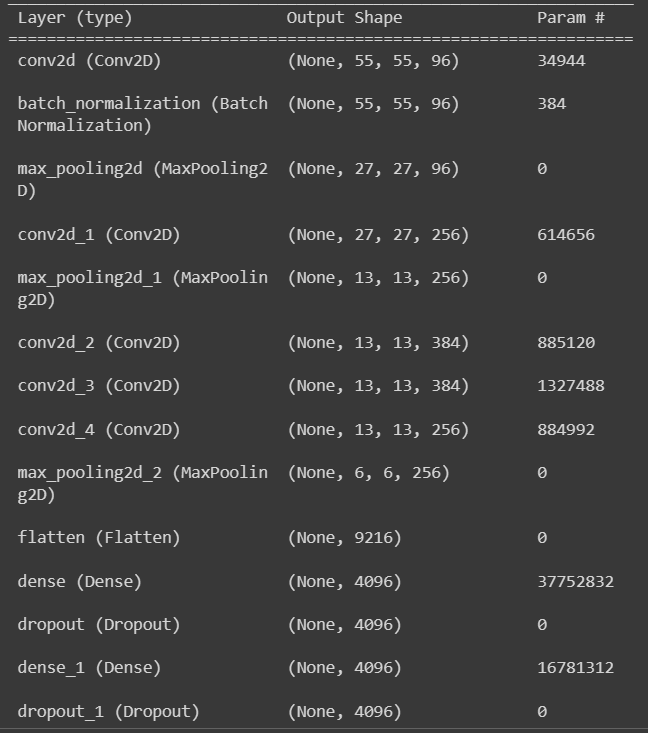 Layer (type) Output Shape Param #
=================================================================
conv2d (Conv2D) (None, 55, 55, 96) 34944
batch_normalization (Batch (None, 55, 55, 96) 384
Normalization)
max_pooling2d (MaxPooling2 (None, 27, 27, 96) 0
D)
conv2d_1 (Conv2D) (None, 27, 27, 256) 614656
max_pooling2d_1 (MaxPoolin (None, 13, 13, 256) 0
g2D)
conv2d_2 (Conv2D) (None, 13, 13, 384) 885120
conv2d_3 (Conv2D) (None, 13, 13, 384) 1327488
conv2d_4 (Conv2D) (None, 13, 13, 256) 884992
max_pooling2d_2 (MaxPoolin (None, 6, 6, 256) 0
g2D)
flatten (Flatten) (None, 9216) 0
dense (Dense) (None, 4096) 37752832
dropout (Dropout) (None, 4096) 0
dense_1 (Dense) (None, 4096) 16781312
dropout_1 (Dropout) (None, 4096) 0